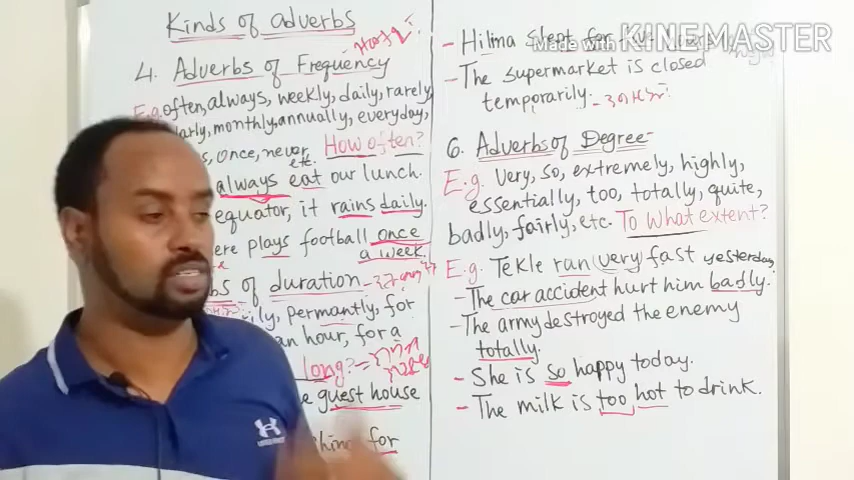 Kinds of adverbs
4. Adverbs of Frequency
E.g. often, always, weekly, daily, rarely,
larly, monthly, annually, everyday,
s, once, never, etc. How often?
always eat our lunch.
equator, it rains daily.
ere plays football once
a week.
bs of duration
ily, permantly, for
an hour, for a
long?
e guest house
for
- Hilina slept for
- The supermarket is closed
temporarily.
6. Adverbs of Degree
E.g. Very, so, extremely, highly,
essentially, too, totally, quite,
badly, fairly, etc. To what extent?
E.g. Tekle ran (very) fast yesterday.
- The car accident hurt him badly.
- The army destroyed the enemy
totally.
- She is so happy today.
- The milk is too hot to drink.
Made with KINEMASTER